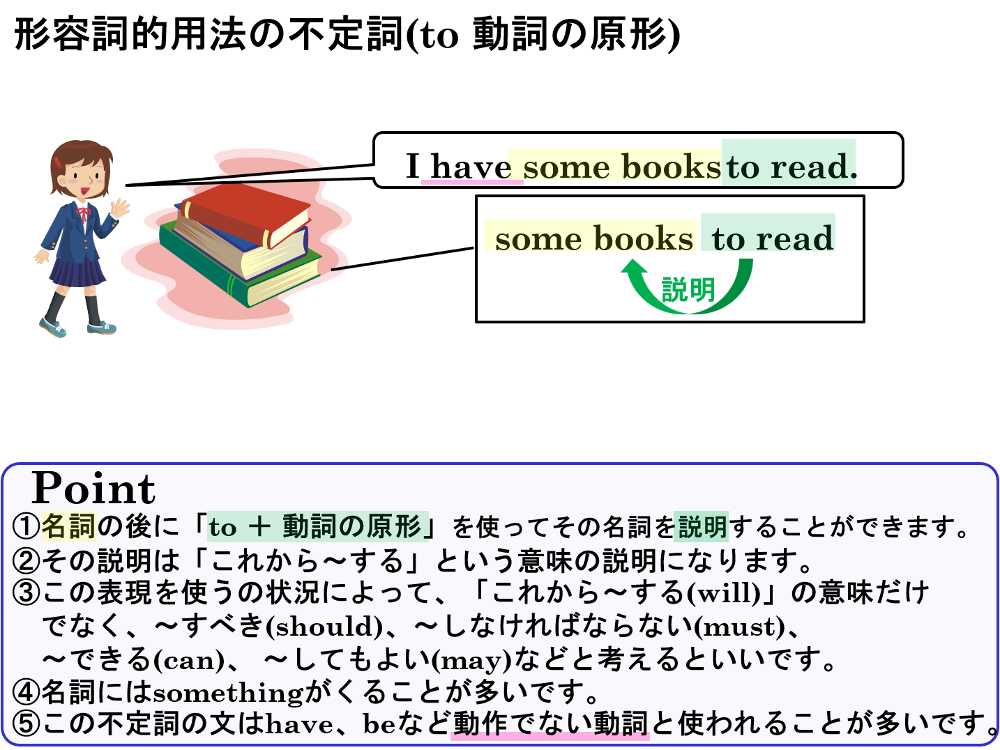 形容詞的用法の不定詞(to 動詞の原形)
I have some books to read.
some books to read
説明
Point
①名詞の後に「to ＋ 動詞の原形」を使ってその名詞を説明することができます。
②その説明は「これから～する」という意味の説明になります。
③この表現を使うの状況によって、「これから～する(will)」の意味だけ
でなく、～すべき(should)、～しなければならない(must)、
～できる(can)、 ～してもよい(may)などと考えるといいです。
④名詞にはsomethingがくることが多いです。
⑤この不定詞の文はhave、beなど動作でない動詞と使われることが多いです。